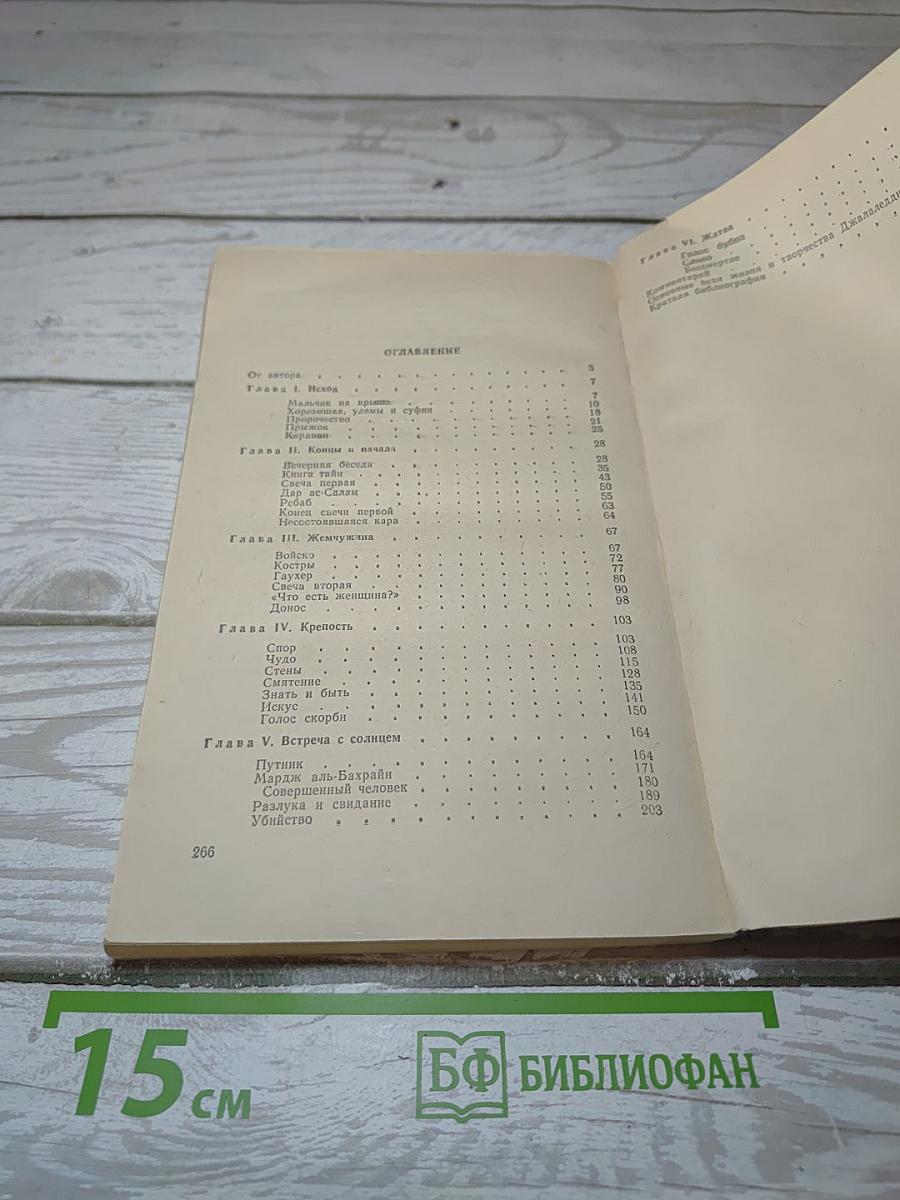 ОГЛАВЛЕНИЕ
От автора . . . . . . . . . . . 3
Глава I. Исход . . . . . . . . . . 7
Мальчик на крыше . . . . . . . . 7
Хорезмшах, улемы и суфии . . . . . . . 10
Пророчество . . . . . . . . . . 18
Прыжок . . . . . . . . . . 21
Караван . . . . . . . . . . 25
Глава II. Концы и начала . . . . . . . . 28
Вечерняя беседа . . . . . . . . . 28
Книга тайн . . . . . . . . . . 35
Свеча первая . . . . . . . . . . 43
Дар ас-Салам . . . . . . . . . . 50
Ребаб . . . . . . . . . . 55
Конец свечи первой . . . . . . . . . 63
Несостоявшаяся кара . . . . . . . . . 64
Глава III. Жемчужина . . . . . . . . . 67
Войско . . . . . . . . . . 67
Костры . . . . . . . . . . 72
Гаухер . . . . . . . . . . 77
Свеча вторая . . . . . . . . . . 80
«Что есть женщина?» . . . . . . . . . 90
Донос . . . . . . . . . . 98
Глава IV. Крепость . . . . . . . . . . 103
Спор . . . . . . . . . . 103
Чудо . . . . . . . . . . 108
Стены . . . . . . . . . . 115
Смятение . . . . . . . . . . 128
Знать и быть . . . . . . . . . . 135
Искус . . . . . . . . . . 141
Голос скорби . . . . . . . . . . 150
Глава V. Встреча с солнцем . . . . . . . . 164
Путник . . . . . . . . . . 164
Мардж аль-Бахрайн . . . . . . . . . 171
Совершенный человек . . . . . . . . . 180
Разлука и свидание . . . . . . . . . 189
Убийство . . . . . . . . . . 203
266
Глава VI. Жатва
Голос бубна
Слово
Бессмертие
Комментарий
Основные вехи жизни и творчества
Краткая библиография
15 см
БФ БИБЛИОФАН